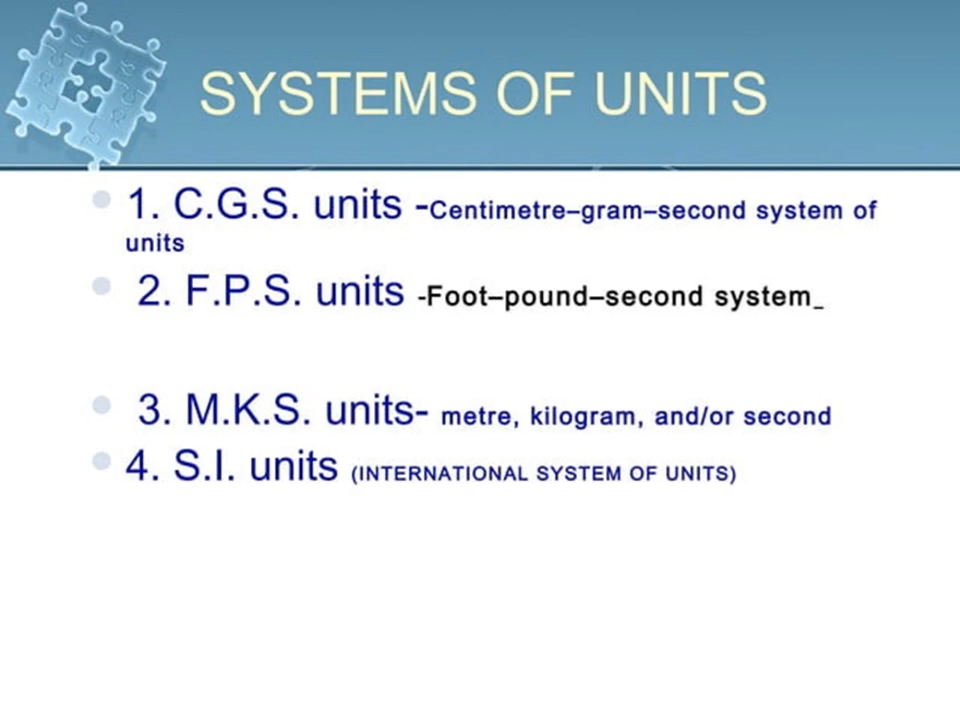 SYSTEMS OF UNITS
1. C.G.S. units -Centimetre–gram–second system of
units
2. F.P.S. units -Foot–pound–second system_
3. M.K.S. units- metre, kilogram, and/or second
4. S.I. units (INTERNATIONAL SYSTEM OF UNITS)